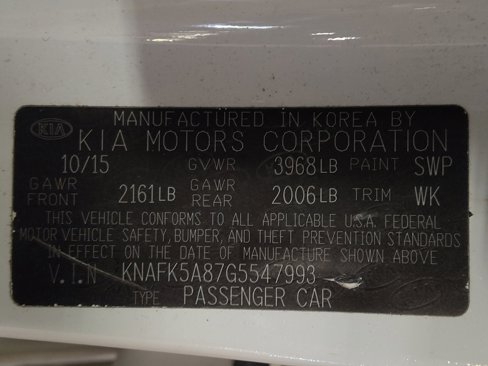 MANUFACTURED IN KOREA BY
KIA
KIA MOTORS CORPORATION
10/15 GVWR 3968LB PAINT SWP
GAWR FRONT 2161LB GAWR REAR 2006LB TRIM WK
THIS VEHICLE CONFORMS TO ALL APPLICABLE U.S.A. FEDERAL
MOTOR VEHICLE SAFETY, BUMPER, AND THEFT PREVENTION STANDARDS
IN EFFECT ON THE DATE OF MANUFACTURE SHOWN ABOVE
V.I.N KNAFK5A87G5547993
TYPE PASSENGER CAR